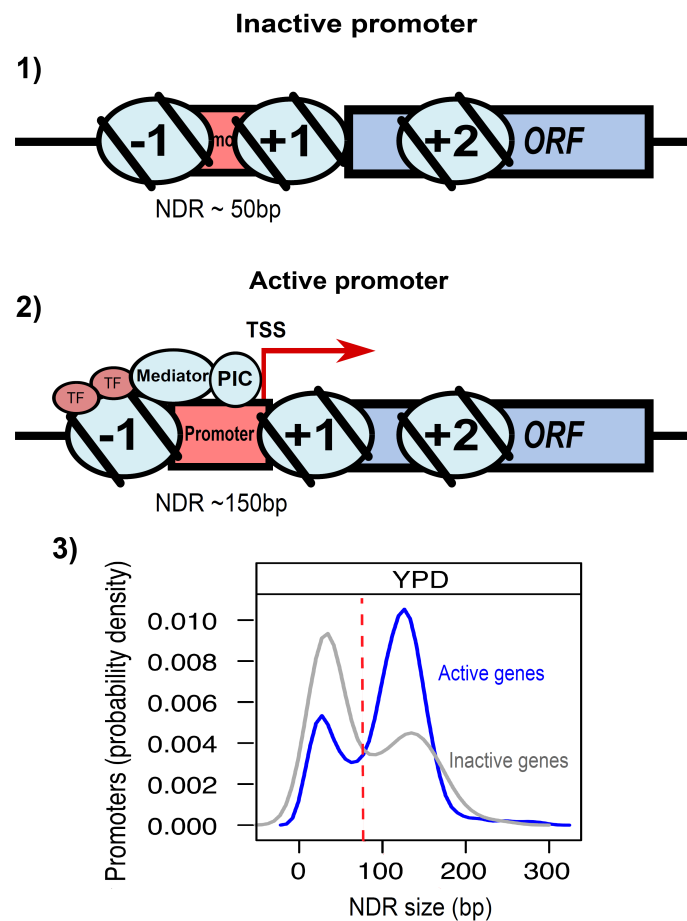 Inactive promoter
1)
-1
mo
+1
+2
ORF
NDR ~ 50bp
Active promoter
2)
TSS
TF
TF
Mediator
PIC
-1
Promoter
+1
+2
ORF
NDR ~150bp
3)
YPD
Promoters (probability density)
0.010
0.008
0.006
0.004
0.002
0.000
Active genes
Inactive genes
0
100
200
300
NDR size (bp)